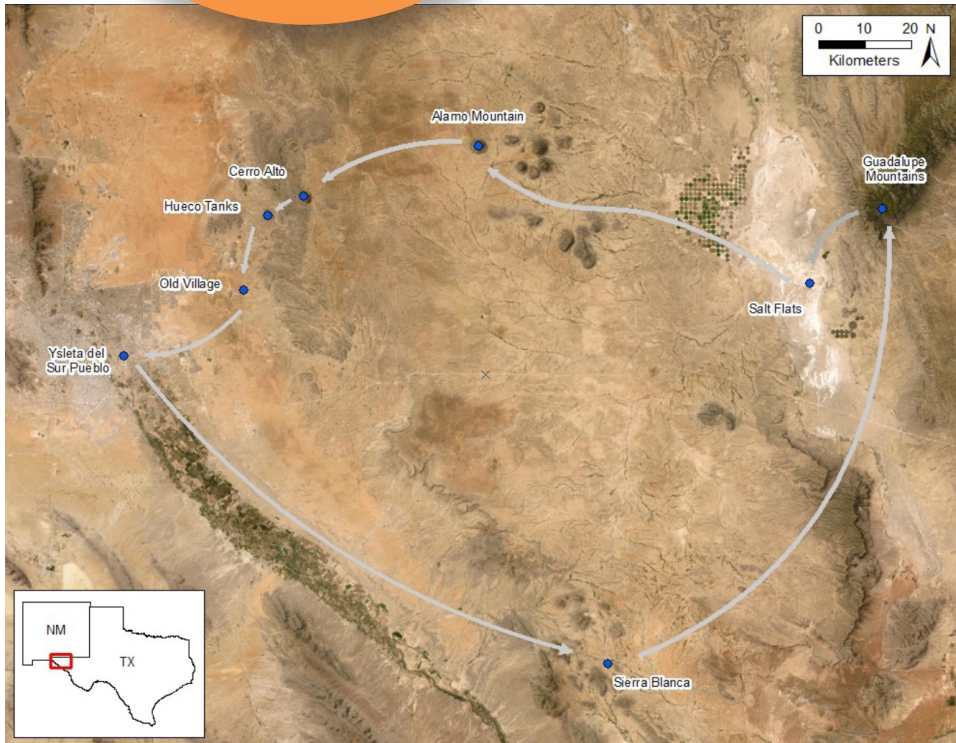 0 10 20 N
Kilometers
Alamo Mountain
Cerro Alto
Guadalupe
Mountains
Hueco Tanks
Old Village
Salt Flats
Ysleta del
Sur Pueblo
NM
TX
Sierra Blanca